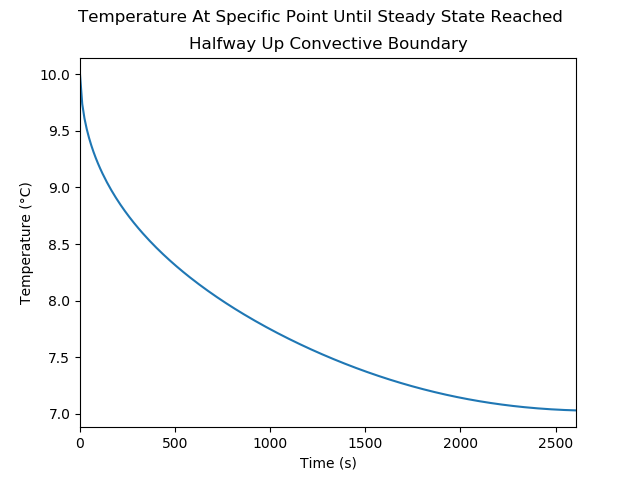 Temperature At Specific Point Until Steady State Reached
Halfway Up Convective Boundary
10.0
9.5
9.0
8.5
8.0
7.5
7.0
Temperature (°C)
0 500 1000 1500 2000 2500
Time (s)